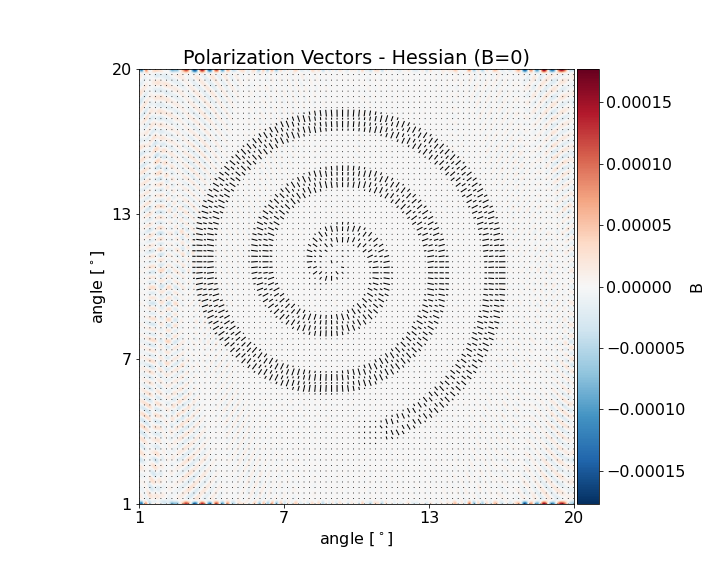 Polarization Vectors - Hessian (B=0)
20
13
7
1
1 7 13 20
angle [°]
angle [°]
0.00015
0.00010
0.00005
0.00000
−0.00005
−0.00010
−0.00015
B